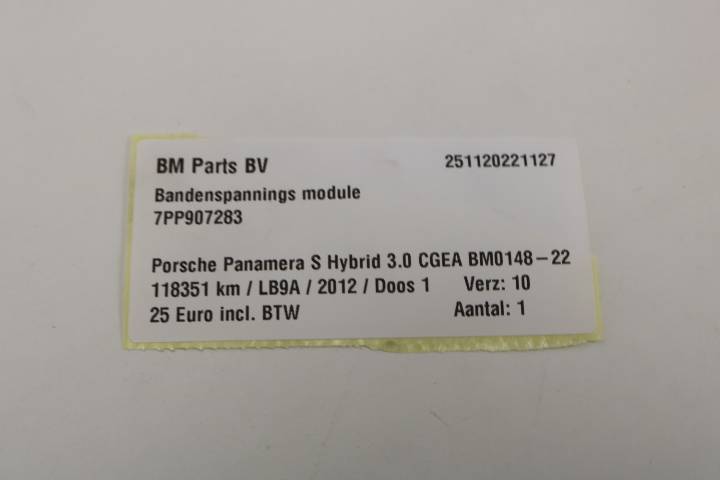 BM Parts BV 251120221127
Bandenspannings module
7PP907283
Porsche Panamera S Hybrid 3.0 CGEA BM0148-22
118351 km / LB9A / 2012 / Doos 1 Verz: 10
25 Euro incl. BTW Aantal: 1